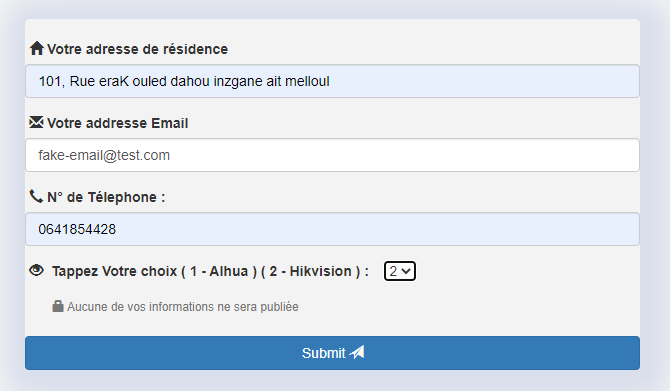 Votre adresse de résidence
101, Rue eraK ouled dahou inzgane ait melloul
Votre addresse Email
fake-email@test.com
N° de Télephone :
0641854428
Tappez Votre choix ( 1 - Alhua ) ( 2 - Hikvision ) : 2
Aucune de vos informations ne sera publiée
Submit